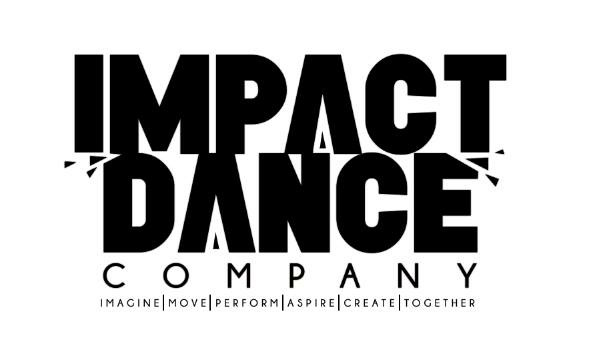 IMPACT
DANCE
COMPANY
IMAGINE|MOVE|PERFORM|ASPIRE|CREATE|TOGETHER